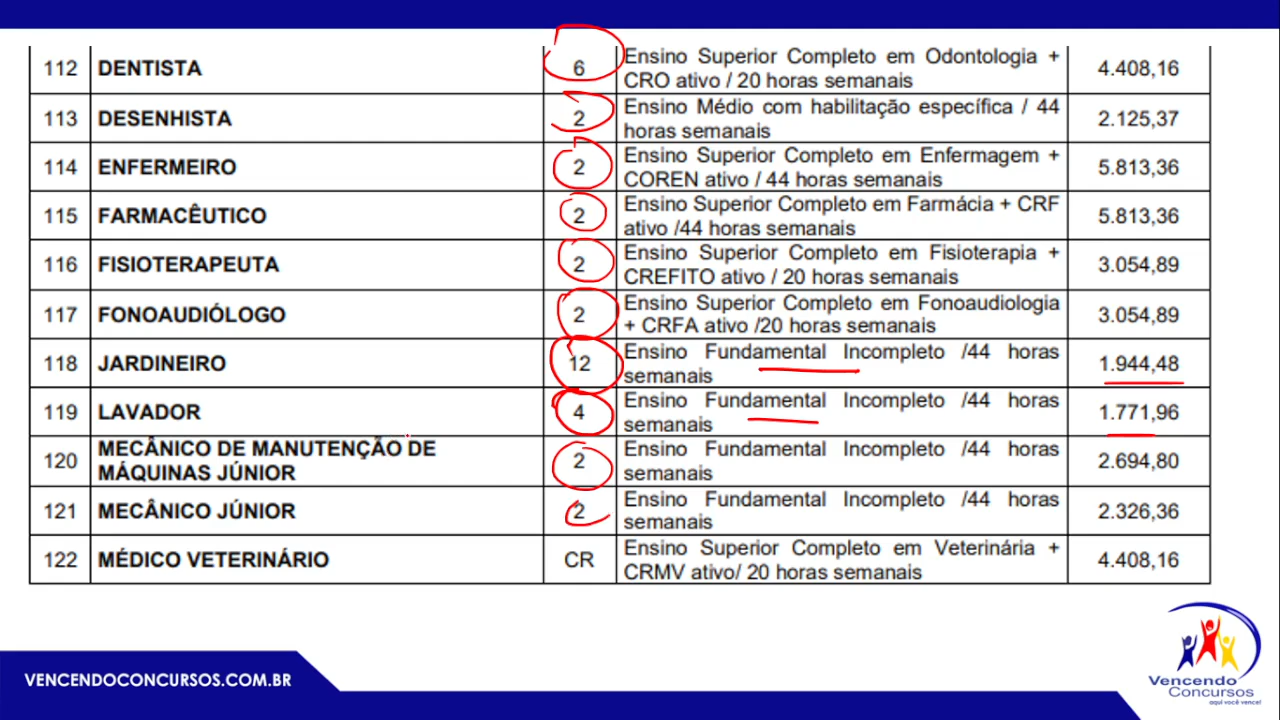 112 DENTISTA 6 Ensino Superior Completo em Odontologia + CRO ativo / 20 horas semanais 4.408,16
113 DESENHISTA 2 Ensino Médio com habilitação específica / 44 horas semanais 2.125,37
114 ENFERMEIRO 2 Ensino Superior Completo em Enfermagem + COREN ativo / 44 horas semanais 5.813,36
115 FARMACÊUTICO 2 Ensino Superior Completo em Farmácia + CRF ativo /44 horas semanais 5.813,36
116 FISIOTERAPEUTA 2 Ensino Superior Completo em Fisioterapia + CREFITO ativo / 20 horas semanais 3.054,89
117 FONOAUDIÓLOGO 2 Ensino Superior Completo em Fonoaudiologia + CRFA ativo /20 horas semanais 3.054,89
118 JARDINEIRO 12 Ensino Fundamental Incompleto /44 horas semanais 1.944,48
119 LAVADOR 4 Ensino Fundamental Incompleto /44 horas semanais 1.771,96
120 MECÂNICO DE MANUTENÇÃO DE MÁQUINAS JÚNIOR 2 Ensino Fundamental Incompleto /44 horas semanais 2.694,80
121 MECÂNICO JÚNIOR 2 Ensino Fundamental Incompleto /44 horas semanais 2.326,36
122 MÉDICO VETERINÁRIO CR Ensino Superior Completo em Veterinária + CRMV ativo/ 20 horas semanais 4.408,16
VENCENDOCONCURSOS.COM.BR
Vencendo
Concursos
aqui você vence!